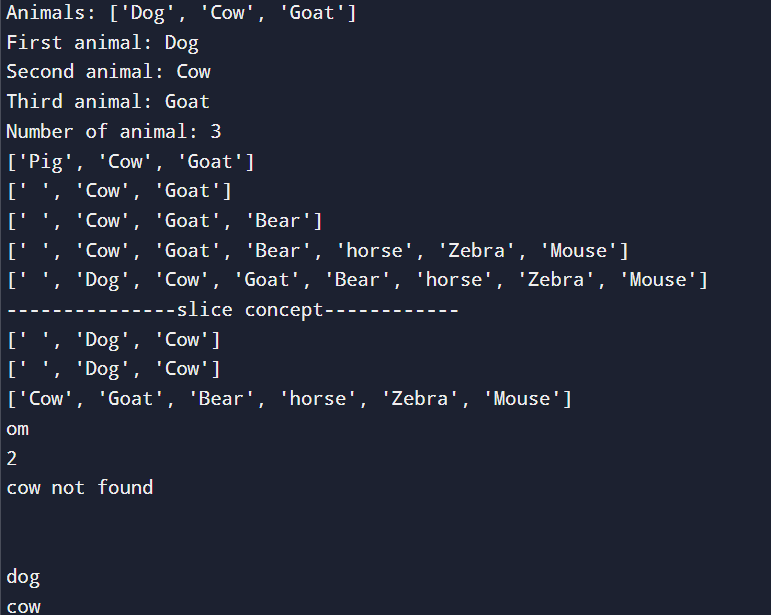 Animals: ['Dog', 'Cow', 'Goat']
First animal: Dog
Second animal: Cow
Third animal: Goat
Number of animal: 3
['Pig', 'Cow', 'Goat']
[' ', 'Cow', 'Goat']
[' ', 'Cow', 'Goat', 'Bear']
[' ', 'Cow', 'Goat', 'Bear', 'horse', 'Zebra', 'Mouse']
[' ', 'Dog', 'Cow', 'Goat', 'Bear', 'horse', 'Zebra', 'Mouse']
---------------slice concept------------
[' ', 'Dog', 'Cow']
[' ', 'Dog', 'Cow']
['Cow', 'Goat', 'Bear', 'horse', 'Zebra', 'Mouse']
om
2
cow not found
dog
cow